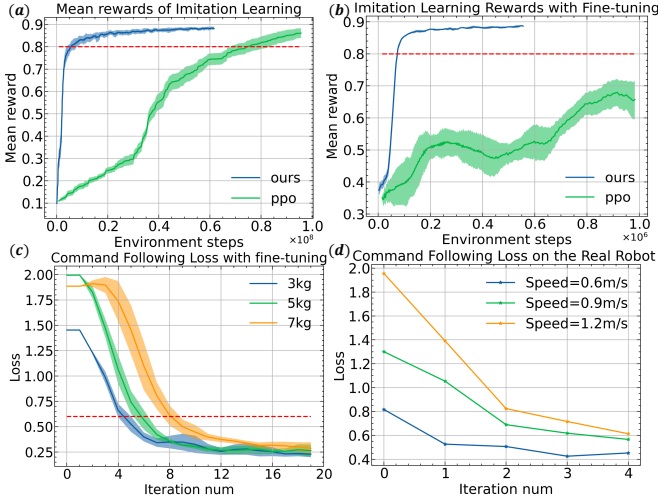 (a) Mean rewards of Imitation Learning
0.9
0.8
0.7
0.6
0.5
0.4
0.3
0.2
0.1
Mean reward
ours
ppo
0.0 0.2 0.4 0.6 0.8 1.0
Environment steps ×10⁸
(b) Imitation Learning Rewards with Fine-tuning
0.9
0.8
0.7
0.6
0.5
0.4
0.3
Mean reward
ours
ppo
0.0 0.2 0.4 0.6 0.8 1.0
Environment steps ×10⁶
(c) Command Following Loss with fine-tuning
2.00
1.75
1.50
1.25
1.00
0.75
0.50
0.25
Loss
3kg
5kg
7kg
0 4 8 12 16 19
Iteration num
(d) Command Following Loss on the Real Robot
2.0
1.8
1.6
1.4
1.2
1.0
0.8
0.6
0.4
Loss
Speed=0.6m/s
Speed=0.9m/s
Speed=1.2m/s
0 1 2 3 4
Iteration num